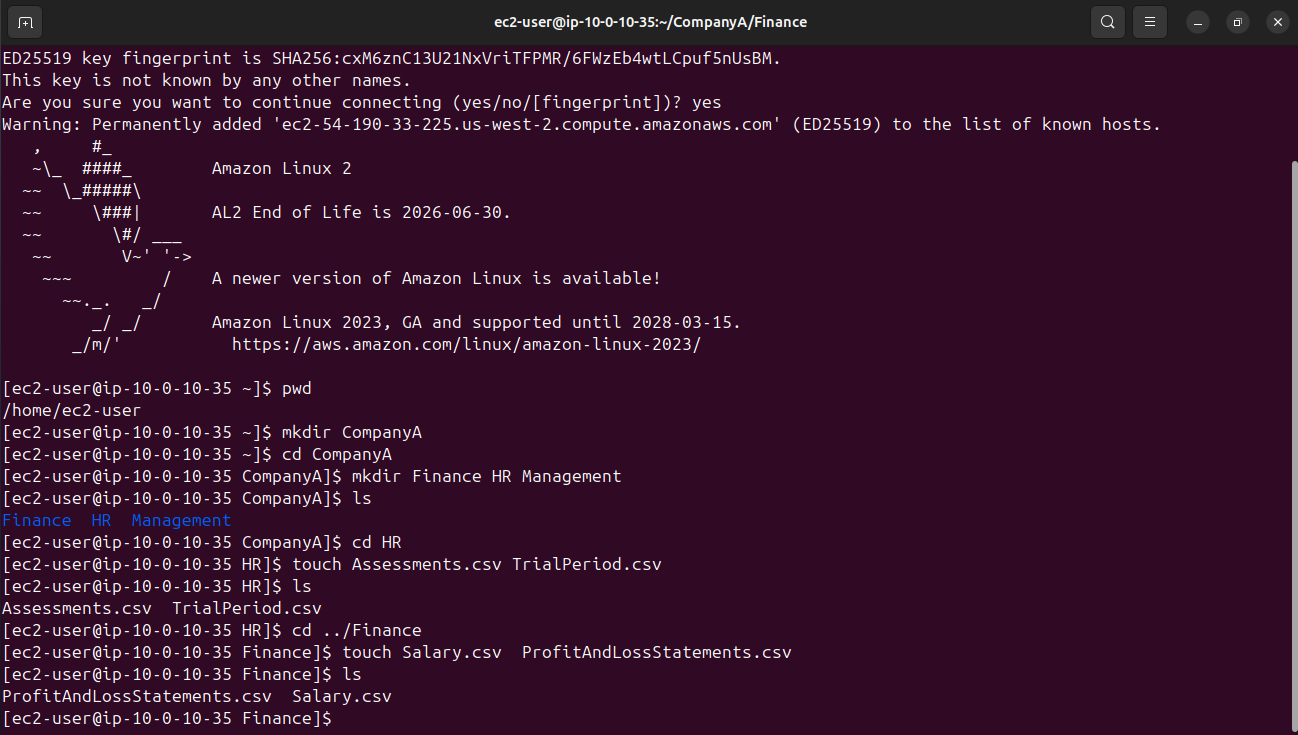 ec2-user@ip-10-0-10-35:~/CompanyA/Finance
ED25519 key fingerprint is SHA256:cxM6znC13U21NxVriTFPMR/6FWzEb4wtLCpuf5nUsBM.
This key is not known by any other names.
Are you sure you want to continue connecting (yes/no/[fingerprint])? yes
Warning: Permanently added 'ec2-54-190-33-225.us-west-2.compute.amazonaws.com' (ED25519) to the list of known hosts.
   ,     #_
   ~\_  ####_        Amazon Linux 2
  ~~  \_#####\
  ~~     \###|       AL2 End of Life is 2026-06-30.
  ~~       \#/ ___
   ~~       V~' '->
    ~~~         /    A newer version of Amazon Linux is available!
      ~~._.   _/
         _/ _/       Amazon Linux 2023, GA and supported until 2028-03-15.
       _/m/'           https://aws.amazon.com/linux/amazon-linux-2023/
[ec2-user@ip-10-0-10-35 ~]$ pwd
/home/ec2-user
[ec2-user@ip-10-0-10-35 ~]$ mkdir CompanyA
[ec2-user@ip-10-0-10-35 ~]$ cd CompanyA
[ec2-user@ip-10-0-10-35 CompanyA]$ mkdir Finance HR Management
[ec2-user@ip-10-0-10-35 CompanyA]$ ls
Finance  HR  Management
[ec2-user@ip-10-0-10-35 CompanyA]$ cd HR
[ec2-user@ip-10-0-10-35 HR]$ touch Assessments.csv TrialPeriod.csv
[ec2-user@ip-10-0-10-35 HR]$ ls
Assessments.csv  TrialPeriod.csv
[ec2-user@ip-10-0-10-35 HR]$ cd ../Finance
[ec2-user@ip-10-0-10-35 Finance]$ touch Salary.csv  ProfitAndLossStatements.csv
[ec2-user@ip-10-0-10-35 Finance]$ ls
ProfitAndLossStatements.csv  Salary.csv
[ec2-user@ip-10-0-10-35 Finance]$